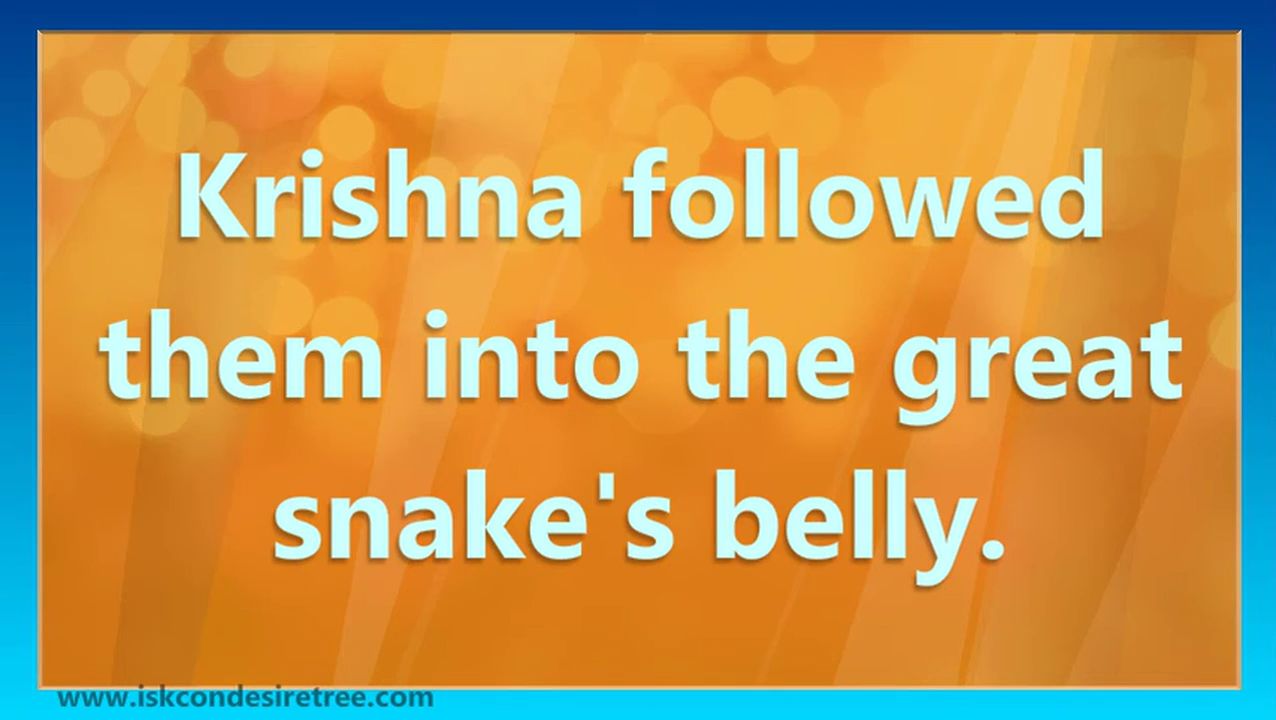 Krishna followed
them into the great
snake's belly.
www.iskcondesiretree.com